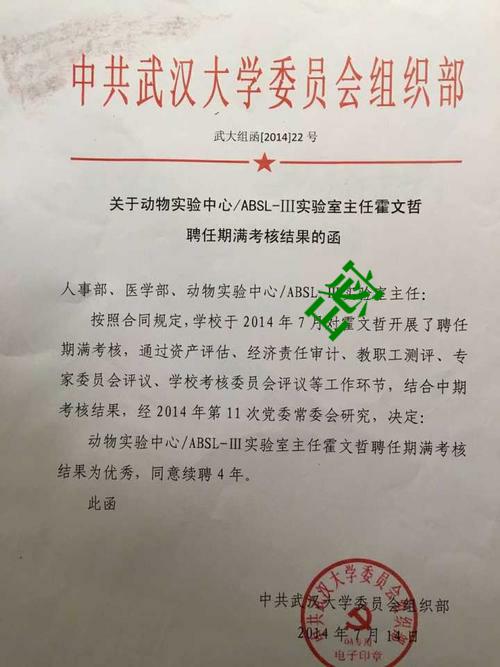 中共武汉大学委员会组织部
武大组函[2014]22 号
关于动物实验中心/ABSL-III实验室主任霍文哲
聘任期满考核结果的函
人事部、医学部、动物实验中心/ABSL-III实验室主任：
按照合同规定，学校于 2014 年 7 月对霍文哲开展了聘任
期满考核，通过资产评估、经济责任审计、教职工测评、专
家委员会评议、学校考核委员会评议等工作环节，结合中期
考核结果，经 2014 年第 11 次党委常委会研究，决定：
动物实验中心/ABSL-III实验室主任霍文哲聘任期满考核
结果为优秀，同意续聘 4 年。
此函
中共武汉大学委员会组织部
2014 年 7 月 14 日
中共武汉大学委员会组织部
电子印章